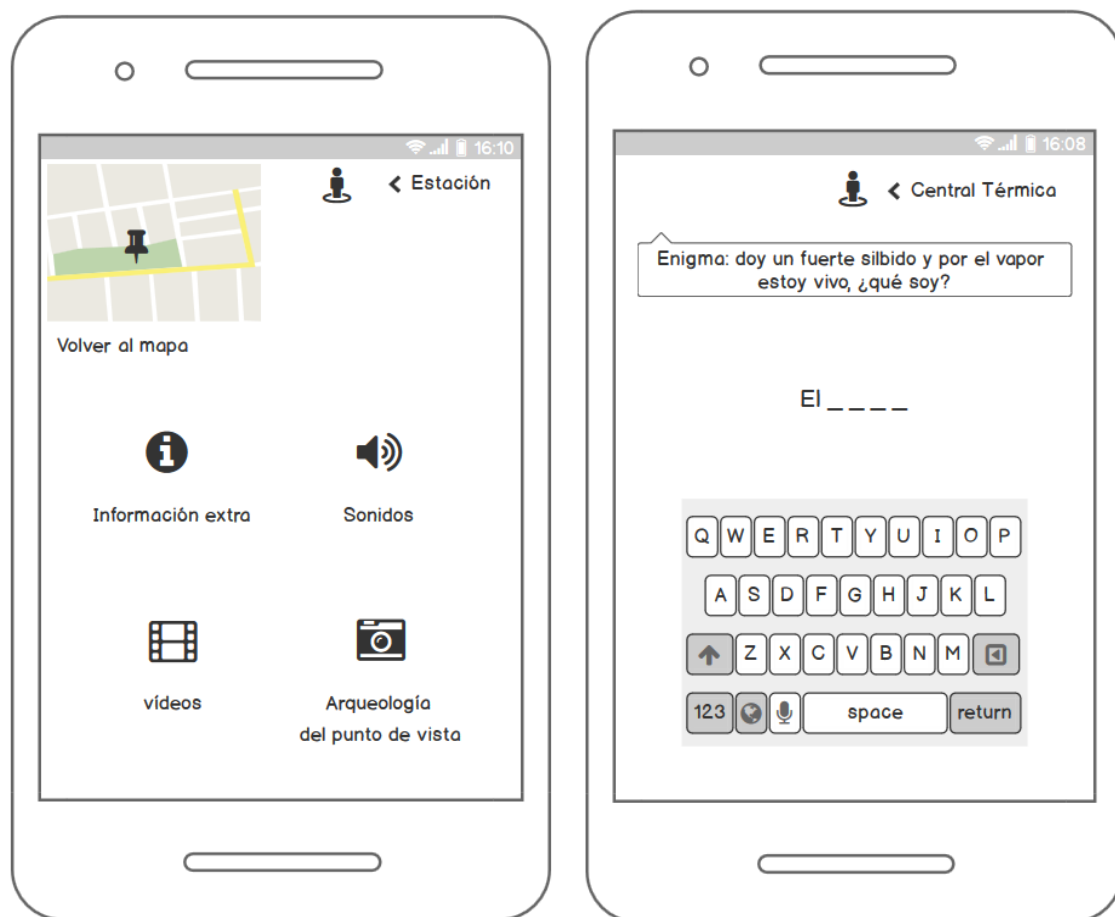 16:10
Estación
Volver al mapa
Información extra
Sonidos
vídeos
Arqueología
del punto de vista
16:08
Central Térmica
Enigma: doy un fuerte silbido y por el vapor
estoy vivo, ¿qué soy?
El _ _ _ _
Q W E R T Y U I O P
A S D F G H J K L
Z X C V B N M
123 space return